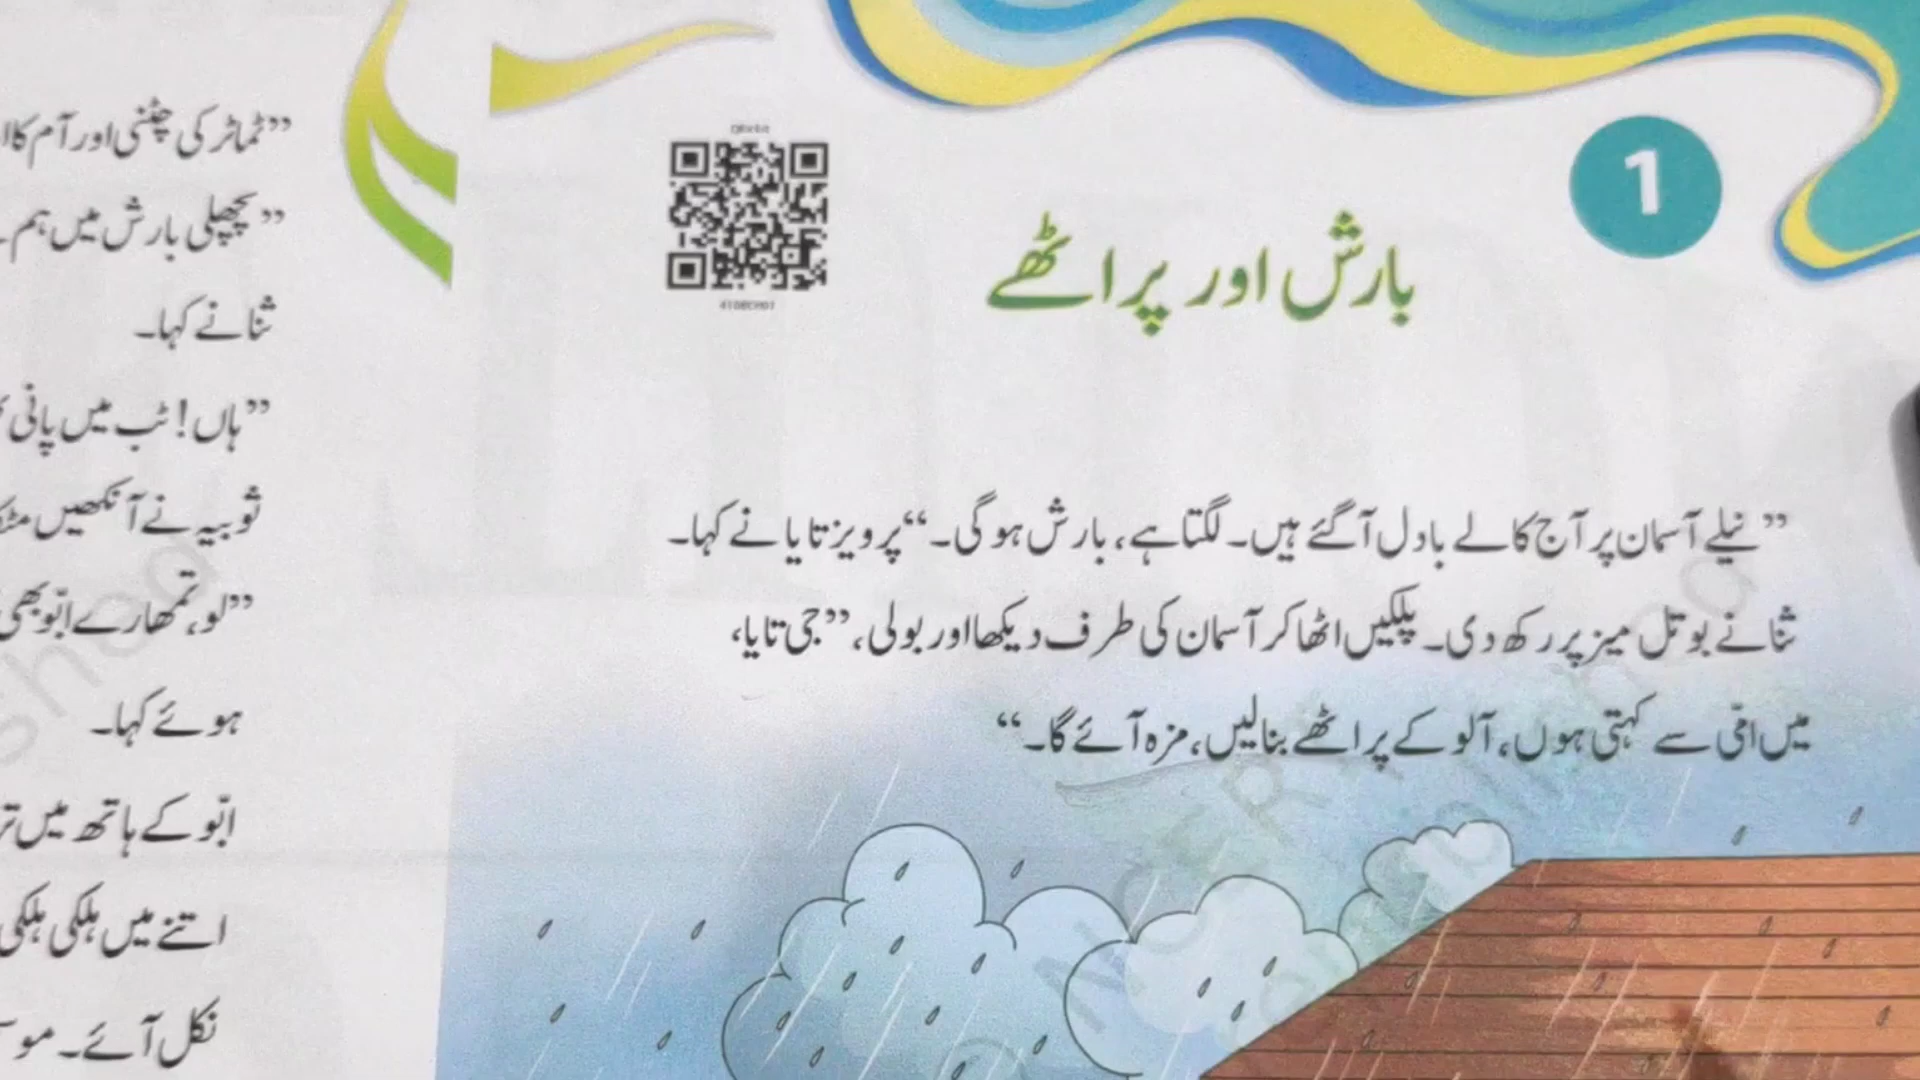 1
بارش اور پراٹھے
”نیلے آسمان پر آج کالے بادل آگئے ہیں۔ لگتا ہے، بارش ہوگی۔“ پرویز تایا نے کہا۔
ثنا نے بوتل میز پر رکھ دی۔ پلکیں اٹھا کر آسمان کی طرف دیکھا اور بولی، ”جی تایا،
میں امّی سے کہتی ہوں، آلو کے پراٹھے بنالیں، مزہ آئے گا۔“
”ٹماٹر کی چٹنی اور آم کا
”پچھلی بارش میں ہم
ثنا نے کہا۔
”ہاں! ٹب میں پانی
ثوبیہ نے آنکھیں
”لو، تمھارے ابّو بھی
ہوئے کہا۔
ابّو کے ہاتھ میں
اتنے میں ہلکی ہلکی
نکل آئے۔